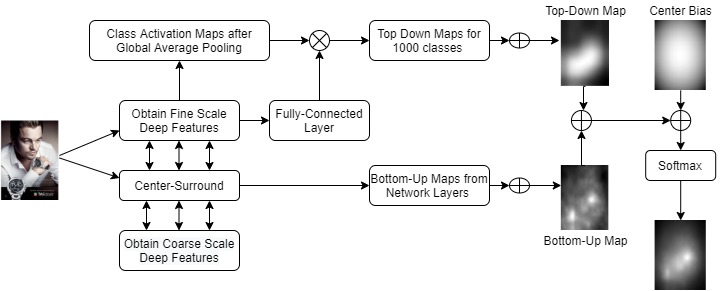 Top-Down Map
Center Bias
Class Activation Maps after
Global Average Pooling
Top Down Maps for
1000 classes
Obtain Fine Scale
Deep Features
Fully-Connected
Layer
Softmax
Center-Surround
Bottom-Up Maps from
Network Layers
Bottom-Up Map
Obtain Coarse Scale
Deep Features